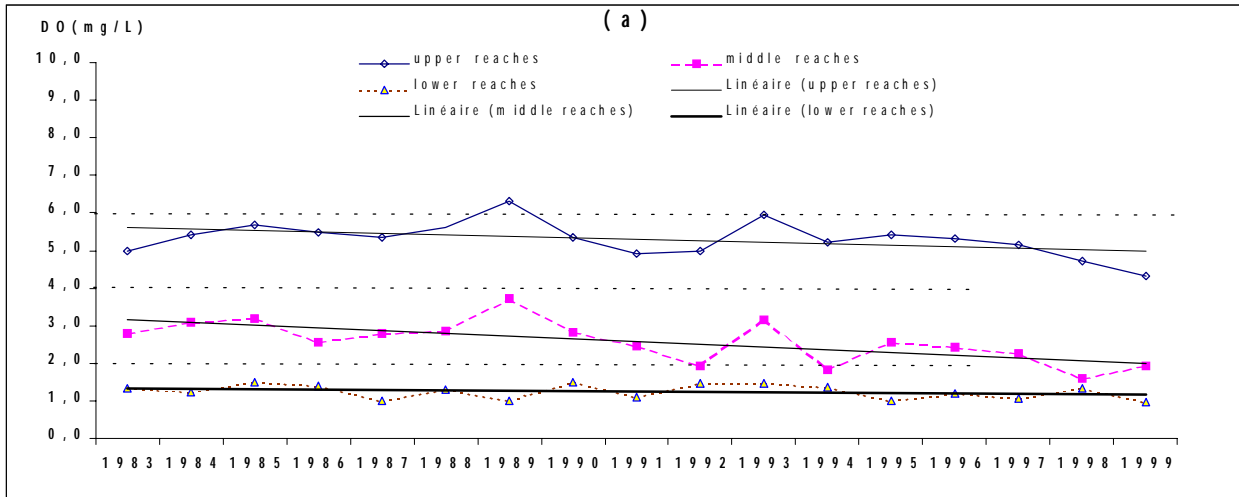 (a)
DO(mg/L)
upper reaches
middle reaches
lower reaches
Linéaire (upper reaches)
Linéaire (middle reaches)
Linéaire (lower reaches)
10,0
9,0
8,0
7,0
6,0
5,0
4,0
3,0
2,0
1,0
0,0
1983 1984 1985 1986 1987 1988 1989 1990 1991 1992 1993 1994 1995 1996 1997 1998 1999